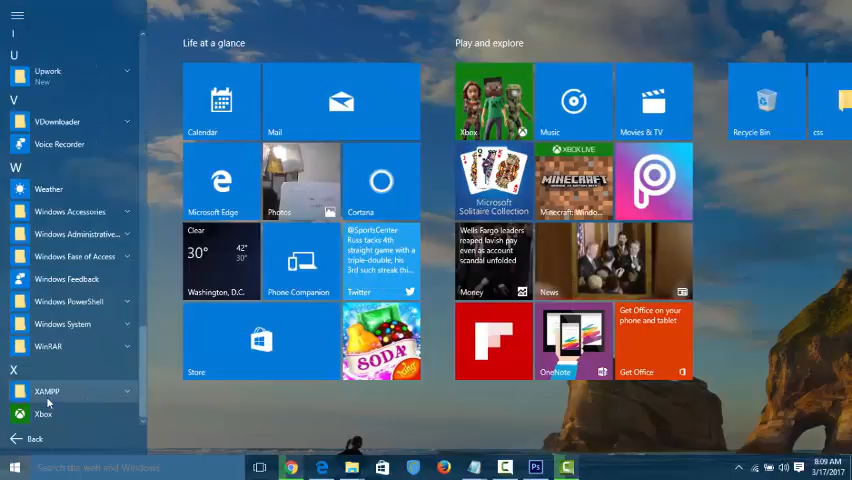 I
U
Upwork
New
V
VDownloader
Voice Recorder
W
Weather
Windows Accessories
Windows Administrative...
Windows Ease of Access
Windows Feedback
Windows PowerShell
Windows System
WinRAR
X
XAMPP
Xbox
Back
Life at a glance
Calendar
Mail
Microsoft Edge
Photos
Cortana
Clear
30°
42°
30°
Washington, D.C.
Phone Companion
@SportsCenter
Russ tacks 4th
straight game with a
triple-double, his
3rd such streak thi...
Twitter
Store
SODA
Play and explore
Xbox
Music
Movies & TV
Microsoft
Solitaire Collection
XBOX LIVE
MINECRAFT
Minecraft: Windo...
Wells Fargo leaders
reaped lavish pay
even as account
scandal unfolded
Money
News
OneNote
Get Office on your
phone and tablet
Get Office
Recycle Bin
css
Search the web and Windows
Ps
8:09 AM
3/17/2017